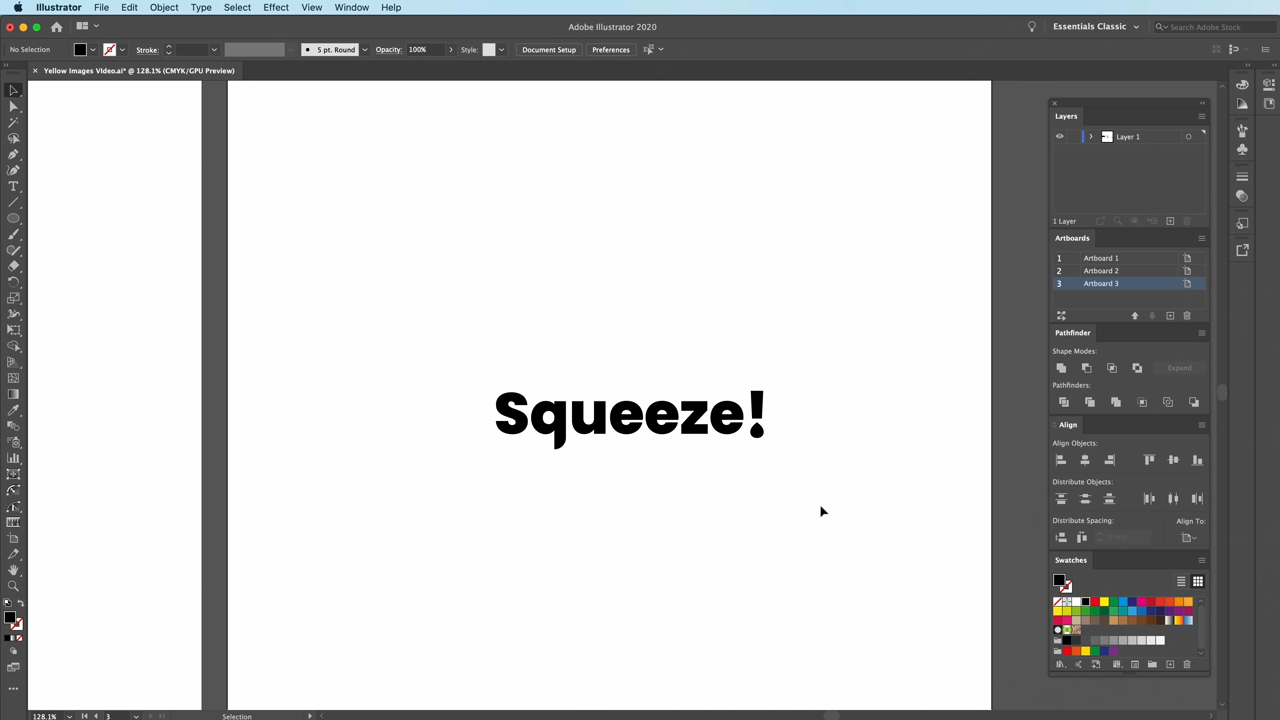 Illustrator File Edit Object Type Select Effect View Window Help
Adobe Illustrator 2020
Essentials Classic
Search Adobe Stock
No Selection
Stroke:
5 pt. Round
Opacity: 100%
Style:
Document Setup
Preferences
Yellow Images Video.ai* @ 128.1% (CMYK/GPU Preview)
Layers
Layer 1
1 Layer
Artboards
1 Artboard 1
2 Artboard 2
3 Artboard 3
Pathfinder
Shape Modes:
Expand
Pathfinders:
Align
Align Objects:
Distribute Objects:
Distribute Spacing:
Align To:
Swatches
Squeeze!
128.1%
3
Selection